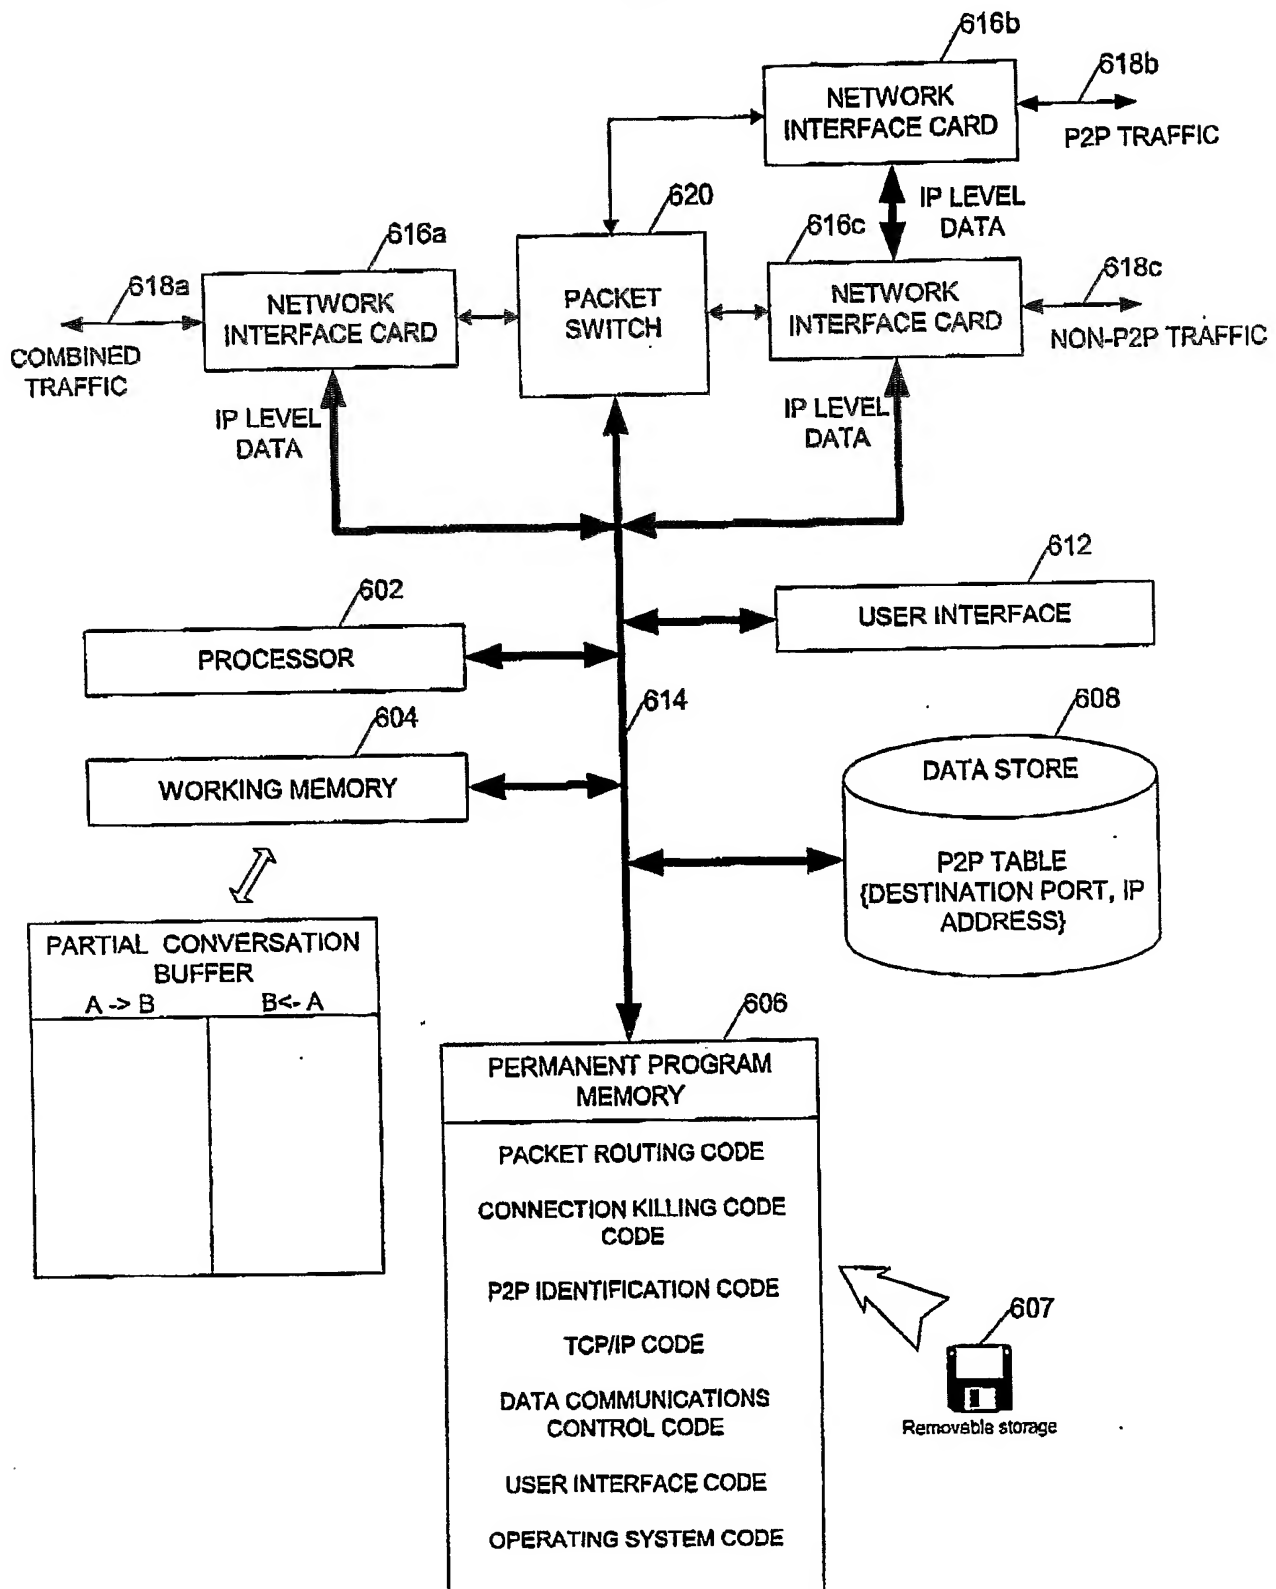 616b
618b
NETWORK
INTERFACE CARD
P2P TRAFFIC
620
IP LEVEL
DATA
616a
616c
618a
618c
NETWORK
INTERFACE CARD
PACKET
SWITCH
NETWORK
INTERFACE CARD
COMBINED
TRAFFIC
NON-P2P TRAFFIC
IP LEVEL
DATA
IP LEVEL
DATA
612
602
USER INTERFACE
PROCESSOR
614
608
604
DATA STORE
WORKING MEMORY
P2P TABLE
{DESTINATION PORT, IP
ADDRESS}
PARTIAL CONVERSATION
BUFFER
A -> B
B<- A
606
PERMANENT PROGRAM
MEMORY
PACKET ROUTING CODE
CONNECTION KILLING CODE
CODE
P2P IDENTIFICATION CODE
607
TCP/IP CODE
DATA COMMUNICATIONS
CONTROL CODE
Removable storage
USER INTERFACE CODE
OPERATING SYSTEM CODE